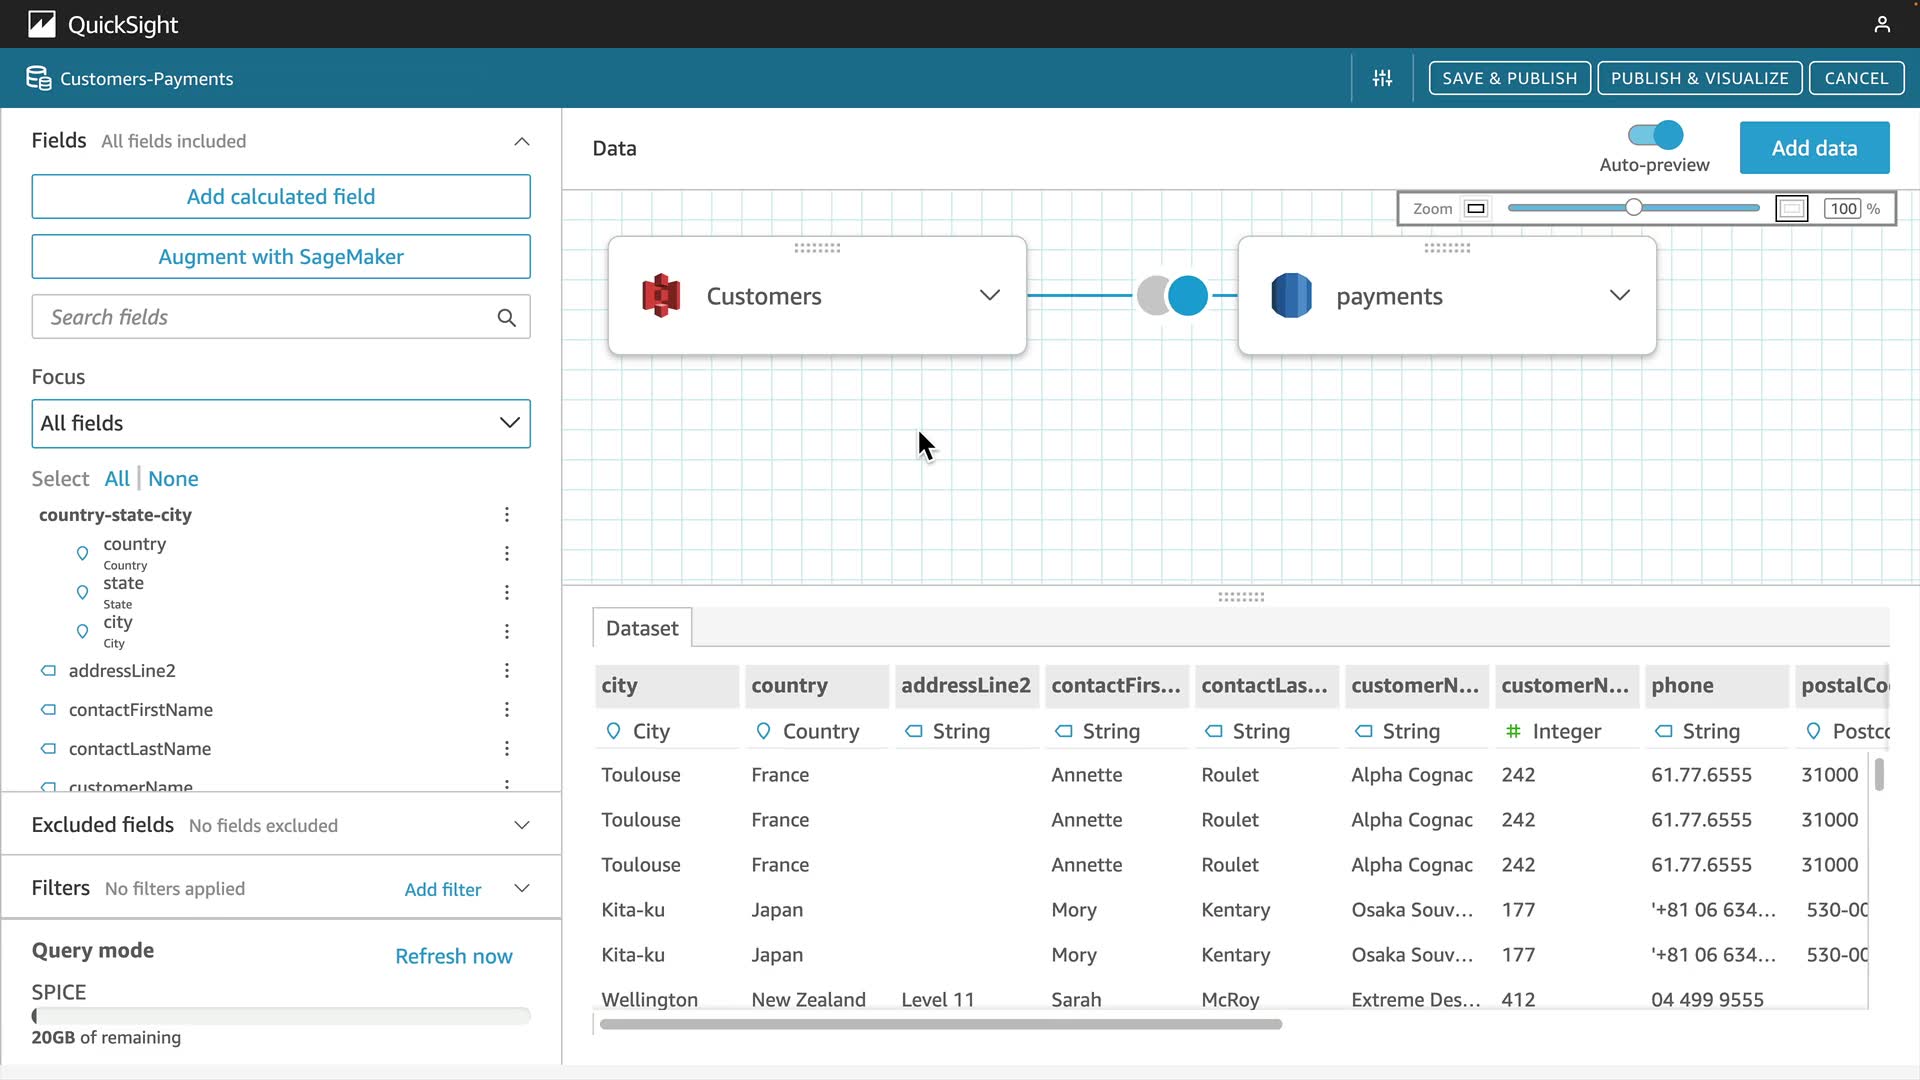 QuickSight
Customers-Payments
SAVE & PUBLISH
PUBLISH & VISUALIZE
CANCEL
Fields All fields included
Add calculated field
Augment with SageMaker
Search fields
Focus
All fields
Select All | None
country-state-city
country
Country
state
State
city
City
addressLine2
contactFirstName
contactLastName
customerName
Excluded fields No fields excluded
Filters No filters applied Add filter
Query mode
Refresh now
SPICE
20GB of remaining
Data
Auto-preview
Add data
Zoom 100 %
Customers
payments
Dataset
city country addressLine2 contactFirs... contactLas... customerN... customerN... phone postalCo
City Country String String String String Integer String Postco
Toulouse France Annette Roulet Alpha Cognac 242 61.77.6555 31000
Toulouse France Annette Roulet Alpha Cognac 242 61.77.6555 31000
Toulouse France Annette Roulet Alpha Cognac 242 61.77.6555 31000
Kita-ku Japan Mory Kentary Osaka Souv... 177 '+81 06 634... 530-00
Kita-ku Japan Mory Kentary Osaka Souv... 177 '+81 06 634... 530-00
Wellington New Zealand Level 11 Sarah McRoy Extreme Des... 412 04 499 9555